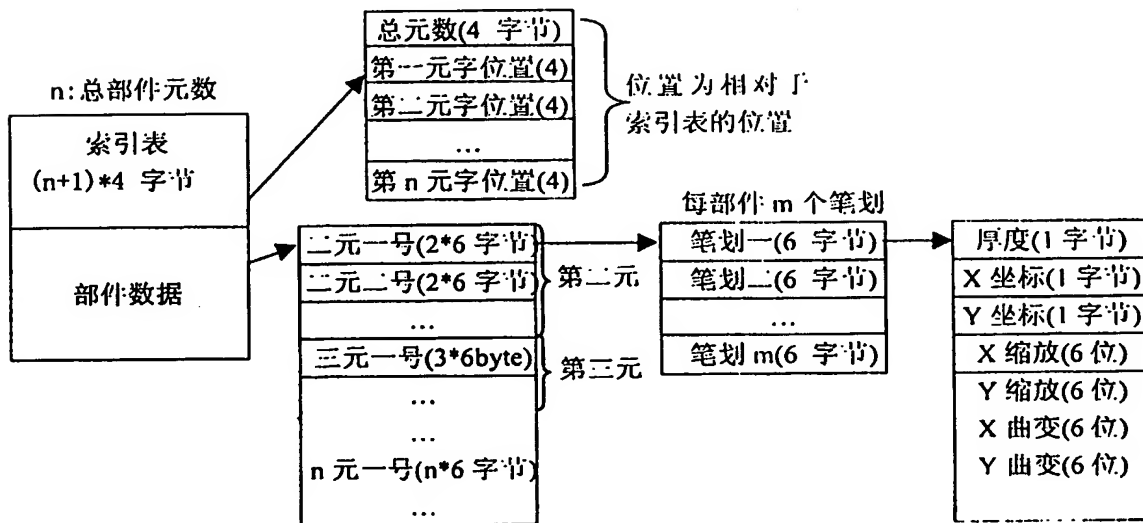 n:总部件元数
索引表
(n+1)*4 字节
部件数据
总元数(4 字节)
第一元字位置(4)
第二元字位置(4)
...
第 n 元字位置(4)
位置为相对于
索引表的位置
二元一号(2*6 字节)
二元二号(2*6 字节)
...
三元一号(3*6byte)
...
...
n 元一号(n*6 字节)
...
第二元
第三元
每部件 m 个笔划
笔划一(6 字节)
笔划二(6 字节)
...
笔划 m(6 字节)
厚度(1 字节)
X 坐标(1 字节)
Y 坐标(1 字节)
X 缩放(6 位)
Y 缩放(6 位)
X 曲变(6 位)
Y 曲变(6 位)